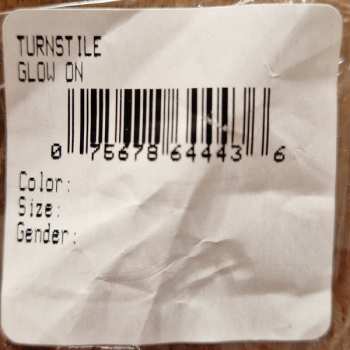 TURNSTILE
GLOW ON
0 75678 64443 6
Color:
Size:
Gender: